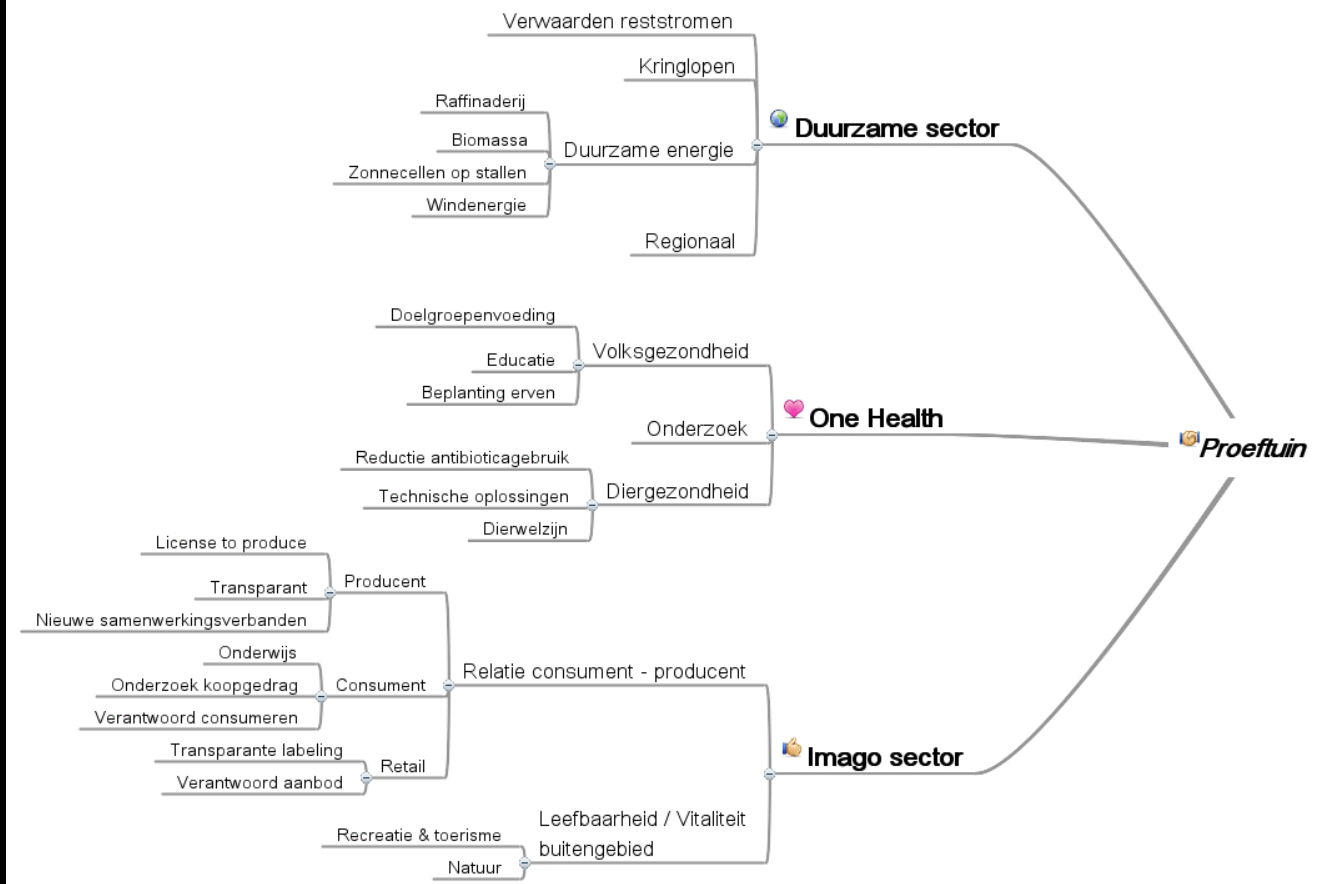 Verwaarden reststromen
Kringlopen
Raffinaderij
Biomassa
Zonnecellen op stallen
Windenergie
Duurzame energie
Regionaal
Duurzame sector
Doelgroepenvoeding
Educatie
Beplanting erven
Volksgezondheid
Onderzoek
Reductie antibioticagebruik
Technische oplossingen
Dierwelzijn
Diergezondheid
One Health
Proeftuin
License to produce
Transparant
Nieuwe samenwerkingsverbanden
Producent
Onderwijs
Onderzoek koopgedrag
Verantwoord consumeren
Consument
Transparante labeling
Verantwoord aanbod
Retail
Relatie consument - producent
Recreatie & toerisme
Natuur
Leefbaarheid / Vitaliteit
buitengebied
Imago sector